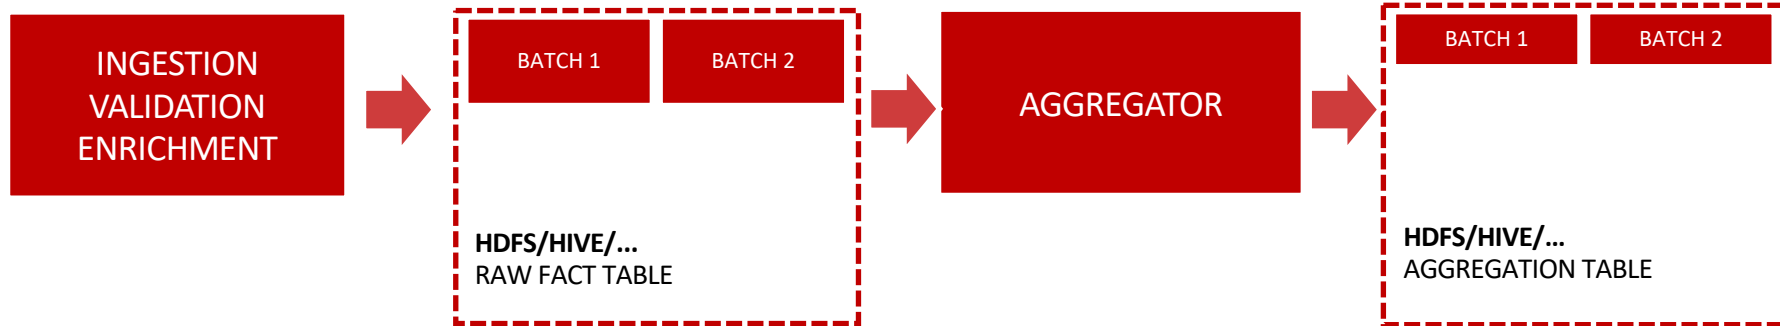 INGESTION
VALIDATION
ENRICHMENT
BATCH 1
BATCH 2
HDFS/HIVE/...
RAW FACT TABLE
AGGREGATOR
BATCH 1
BATCH 2
HDFS/HIVE/...
AGGREGATION TABLE